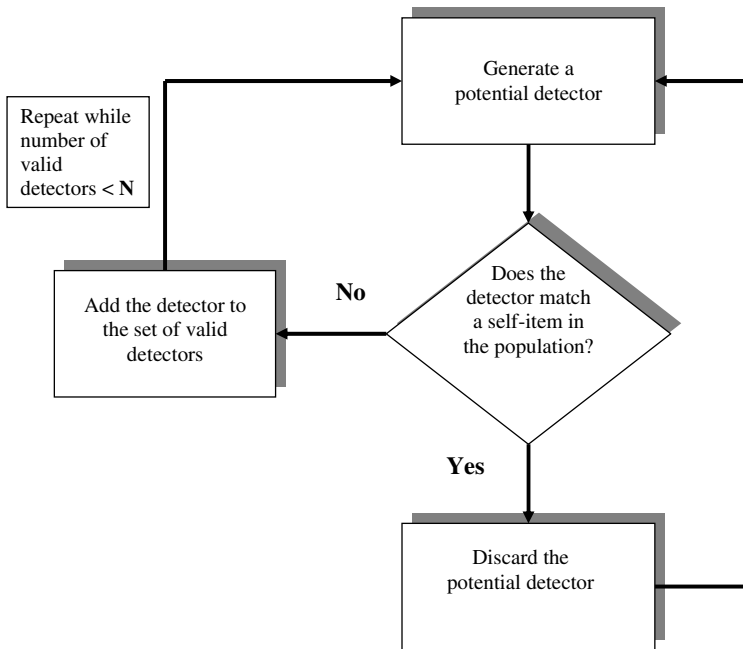 Generate a
potential detector
Repeat while
number of
valid
detectors < N
Does the
detector match
a self-item in
the population?
No
Add the detector to
the set of valid
detectors
Yes
Discard the
potential detector